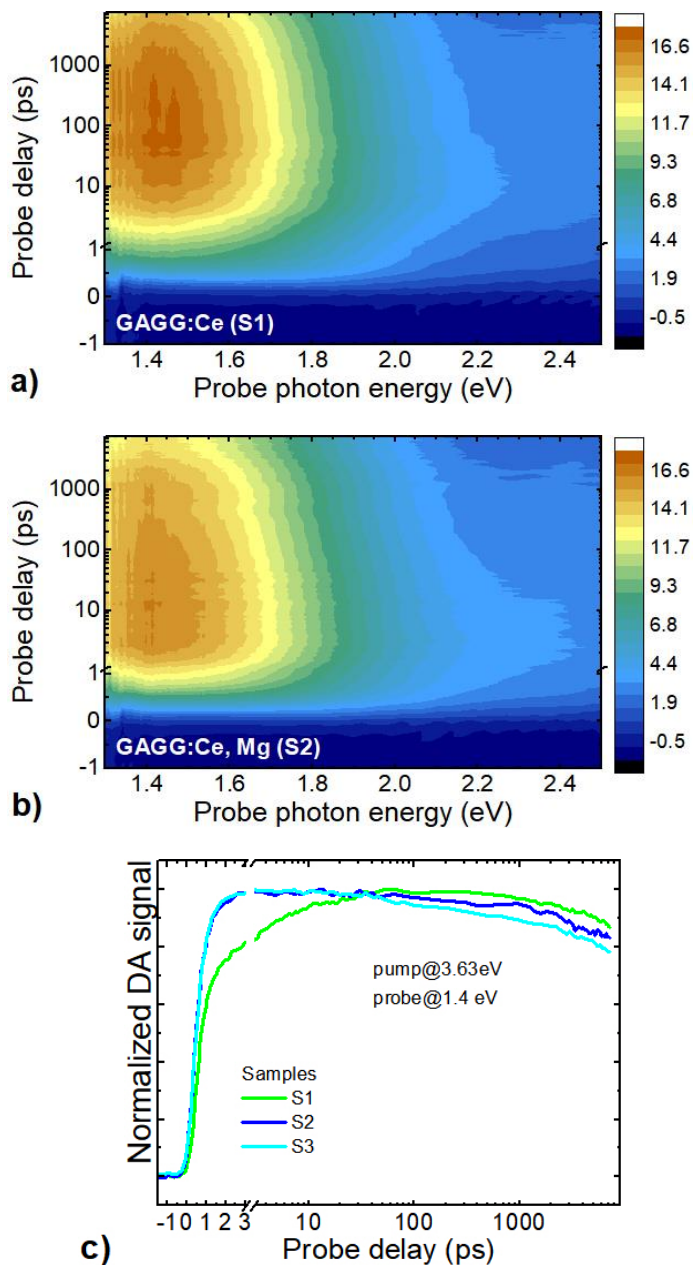 1000
100
10
1
0
-1
Probe delay (ps)
GAGG:Ce (S1)
1.4 1.6 1.8 2.0 2.2 2.4
Probe photon energy (eV)
16.6
14.1
11.7
9.3
6.8
4.4
1.9
-0.5
a)
1000
100
10
1
0
-1
Probe delay (ps)
GAGG:Ce, Mg (S2)
1.4 1.6 1.8 2.0 2.2 2.4
Probe photon energy (eV)
16.6
14.1
11.7
9.3
6.8
4.4
1.9
-0.5
b)
Normalized DA signal
pump@3.63eV
probe@1.4 eV
Samples
S1
S2
S3
-1 0 1 2 3 10 100 1000
Probe delay (ps)
c)